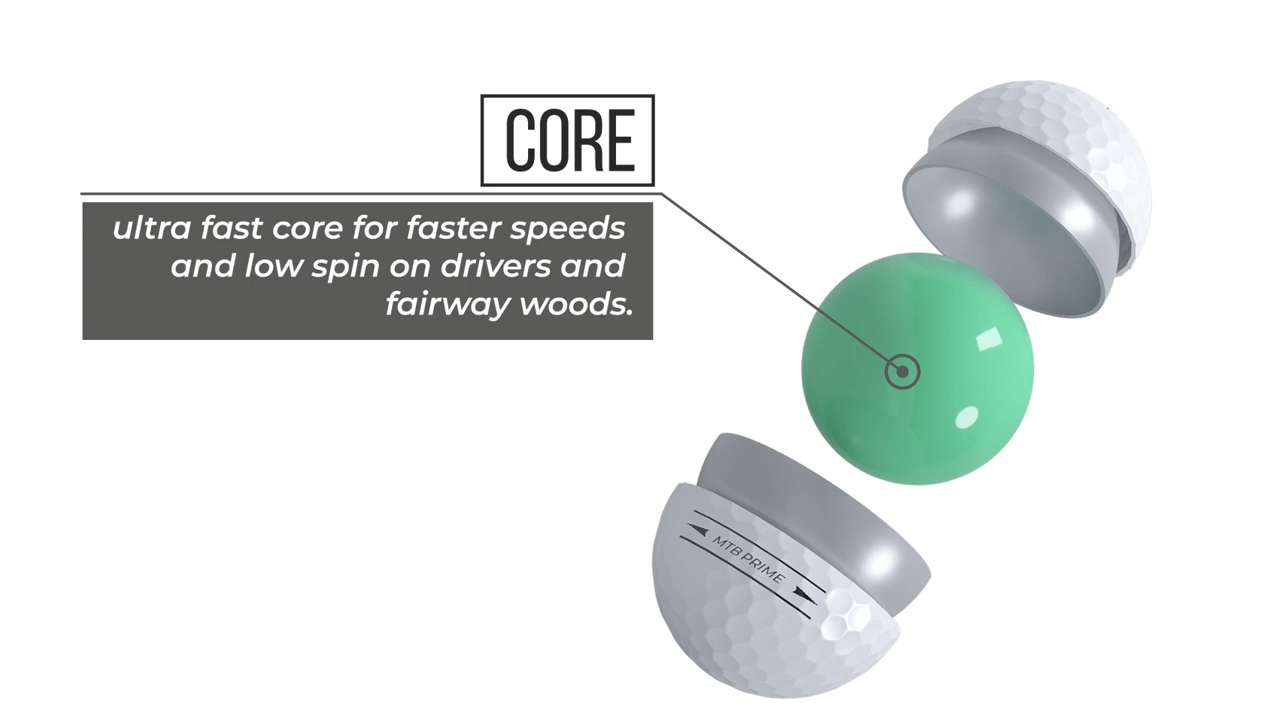 CORE
ultra fast core for faster speeds
and low spin on drivers and
fairway woods.
MTB PRIME